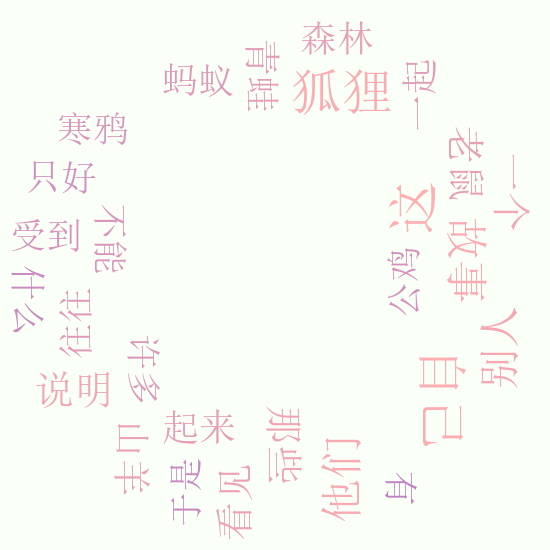 森林
狐狸
蚂蚁
青蛙
一起
寒鸦
老鼠
只好
一个
这
故事
受到
不能
公鸡
什么
往往
别人
许多
自己
说明
起来
那些
山羊
他们
于是
看见
有